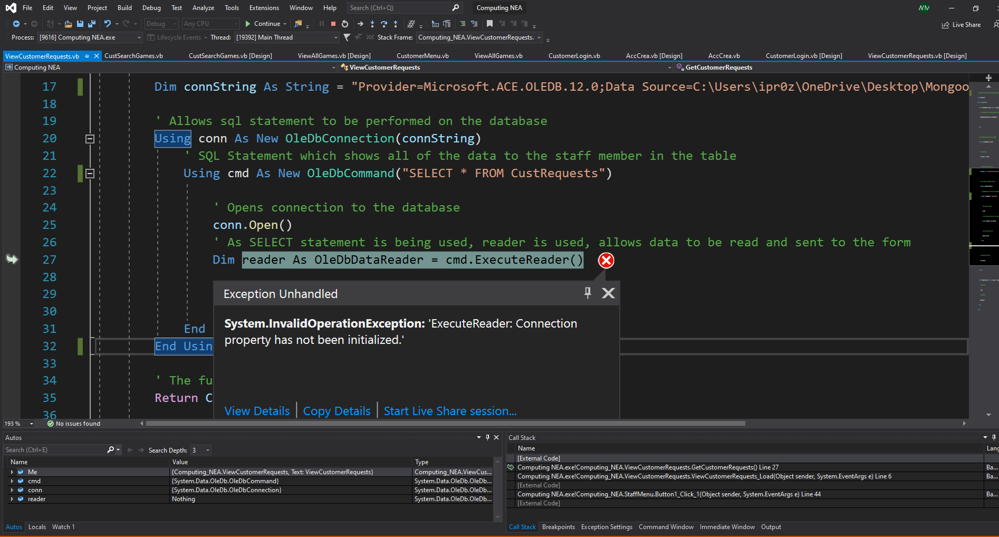 File Edit View Project Build Debug Test Analyze Tools Extensions Window Help Search (Ctrl+Q) Computing NEA WM
Debug Any CPU Continue Live Share
Process: [9616] Computing NEA.exe Lifecycle Events Thread: [19392] Main Thread Stack Frame: Computing_NEA.ViewCustomerRequests.
ViewCustomerRequests.vb CustSearchGames.vb CustSearchGames.vb [Design] ViewAllGames.vb [Design] CustomerMenu.vb ViewAllGames.vb CustomerLogin.vb AccCrea.vb [Design] AccCrea.vb CustomerLogin.vb [Design] ViewCustomerRequests.vb [Design]
VB Computing NEA ViewCustomerRequests GetCustomerRequests
17 Dim connString As String = "Provider=Microsoft.ACE.OLEDB.12.0;Data Source=C:\Users\ipr0z\OneDrive\Desktop\Mongoo
18
19 ' Allows sql statement to be performed on the database
20 Using conn As New OleDbConnection(connString)
21 ' SQL Statement which shows all of the data to the staff member in the table
22 Using cmd As New OleDbCommand("SELECT * FROM CustRequests")
23
24 ' Opens connection to the database
25 conn.Open()
26 ' As SELECT statement is being used, reader is used, allows data to be read and sent to the form
27 Dim reader As OleDbDataReader = cmd.ExecuteReader()
28
29 Exception Unhandled
30
31 End
32 End Usin
33
34 ' The fu
35 Return C
36
System.InvalidOperationException: 'ExecuteReader: Connection
property has not been initialized.'
View Details Copy Details Start Live Share session...
193 % No issues found
Autos
Search (Ctrl+E) Search Depth: 3
Name Value Type
Me {Computing_NEA.ViewCustomerRequests, Text: ViewCustomerRequests} Computing_NEA.ViewCus...
cmd {System.Data.OleDb.OleDbCommand} System.Data.OleDb.OleDb...
conn {System.Data.OleDb.OleDbConnection} System.Data.OleDb.OleDb...
reader Nothing System.Data.OleDb.OleDb...
Autos Locals Watch 1
Call Stack
Name Lang
[External Code]
Computing NEA.exe!Computing_NEA.ViewCustomerRequests.GetCustomerRequests() Line 27 Ba...
Computing NEA.exe!Computing_NEA.ViewCustomerRequests.ViewCustomerRequests_Load(Object sender, System.EventArgs e) Line 6 Ba...
[External Code]
Computing NEA.exe!Computing_NEA.StaffMenu.Button1_Click_1(Object sender, System.EventArgs e) Line 44 Ba...
[External Code]
Call Stack Breakpoints Exception Settings Command Window Immediate Window Output